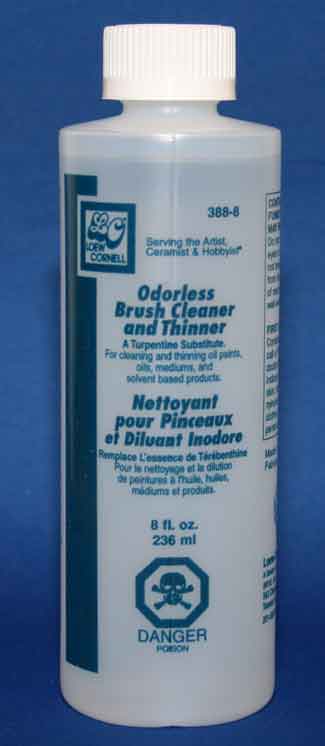 388-8
LC
LOEW
CORNELL
Serving the Artist,
Ceramist & Hobbyist
Odorless
Brush Cleaner
and Thinner
A Turpentine Substitute.
For cleaning and thinning oil paints,
oils, mediums, and
solvent based products.
Nettoyant
pour Pinceaux
et Diluant Inodore
Remplace L'essence de Térébenthine
Pour le nettoyage et la dilution
de peintures à l'huile, huiles,
médiums et produits.
8 fl. oz.
236 ml
DANGER
POISON